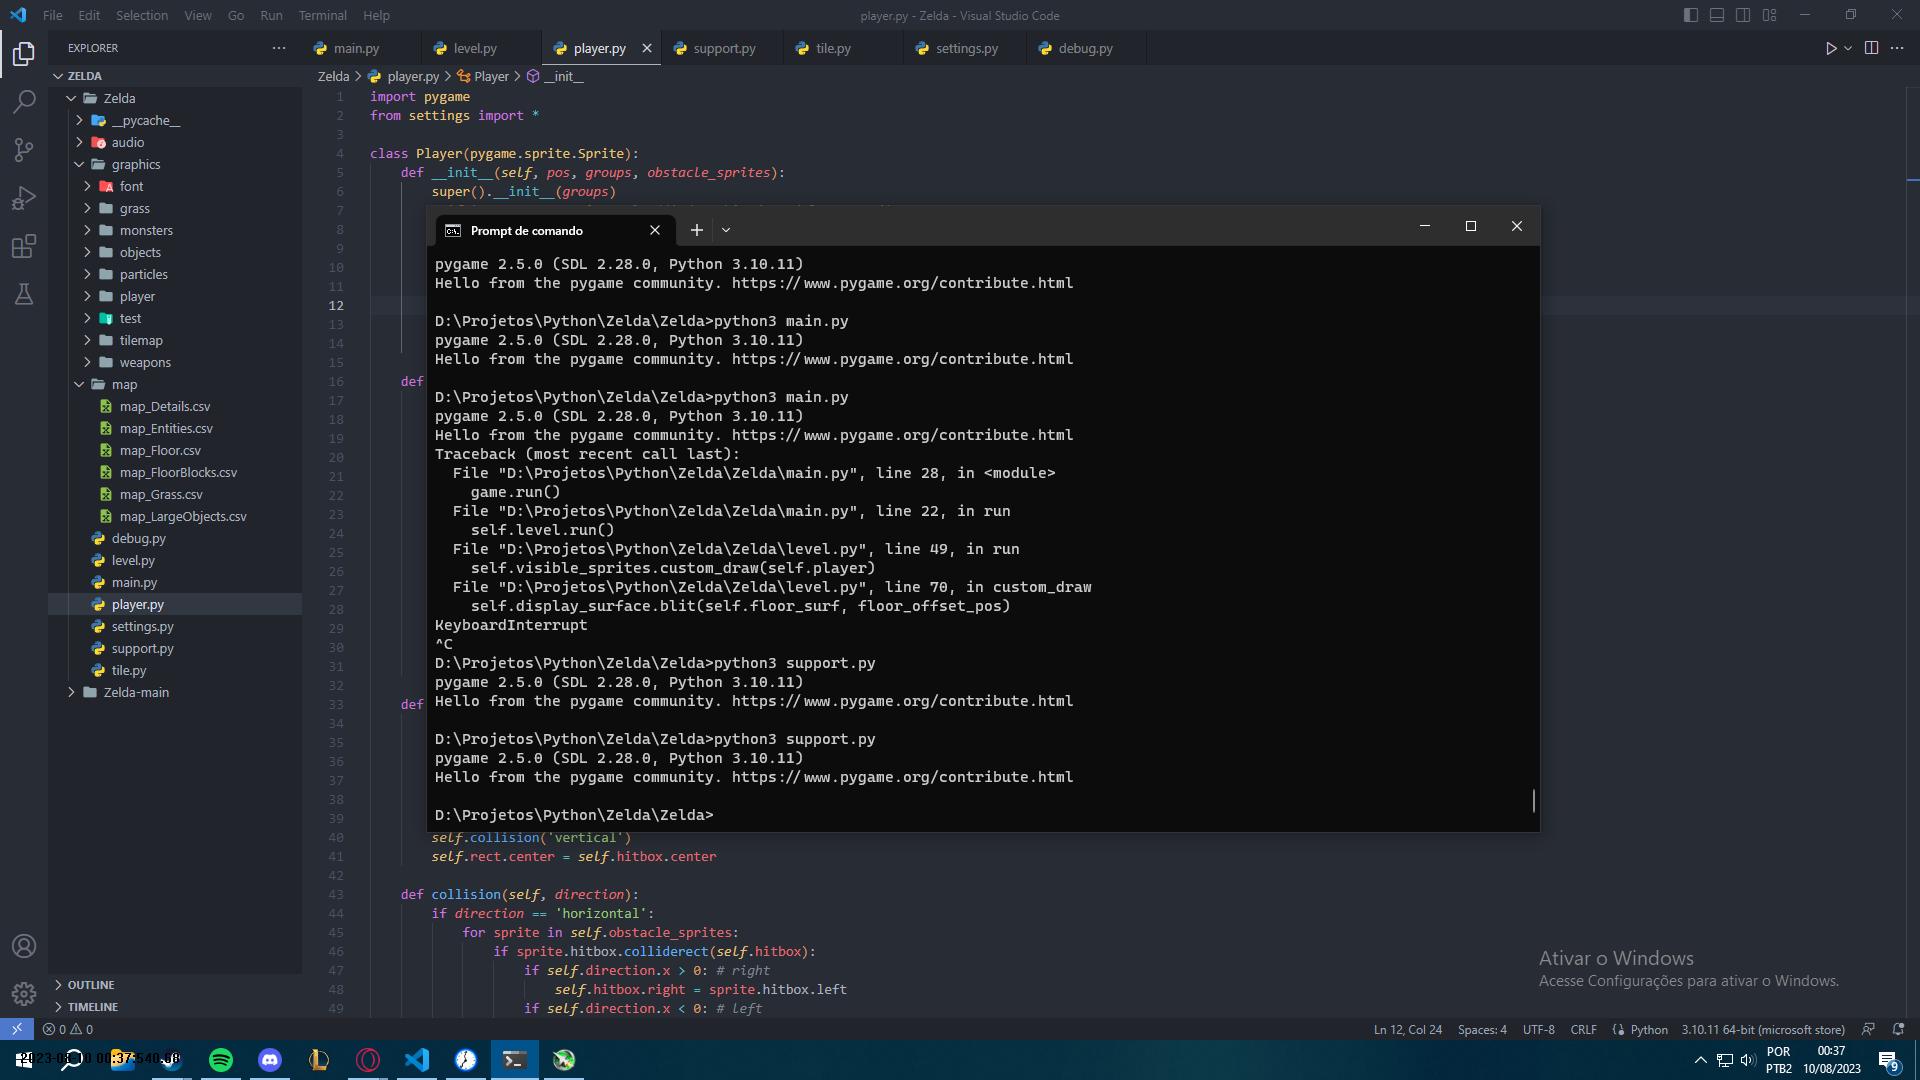 File Edit Selection View Go Run Terminal Help
player.py - Zelda - Visual Studio Code
EXPLORER
main.py level.py player.py support.py tile.py settings.py debug.py
ZELDA
Zelda
__pycache__
audio
graphics
font
grass
monsters
objects
particles
player
test
tilemap
weapons
map
map_Details.csv
map_Entities.csv
map_Floor.csv
map_FloorBlocks.csv
map_Grass.csv
map_LargeObjects.csv
debug.py
level.py
main.py
player.py
settings.py
support.py
tile.py
Zelda-main
OUTLINE
TIMELINE
Zelda > player.py > Player > __init__
1 import pygame
2 from settings import *
3
4 class Player(pygame.sprite.Sprite):
5 def __init__(self, pos, groups, obstacle_sprites):
6 super().__init__(groups)
7
8
9
10
11
12
13
14
15
16 def
17
18
19
20
21
22
23
24
25
26
27
28
29
30
31
32
33 def
34
35
36
37
38
39
40 self.collision('vertical')
41 self.rect.center = self.hitbox.center
42
43 def collision(self, direction):
44 if direction == 'horizontal':
45 for sprite in self.obstacle_sprites:
46 if sprite.hitbox.colliderect(self.hitbox):
47 if self.direction.x > 0: # right
48 self.hitbox.right = sprite.hitbox.left
49 if self.direction.x < 0: # left
Prompt de comando
pygame 2.5.0 (SDL 2.28.0, Python 3.10.11)
Hello from the pygame community. https://www.pygame.org/contribute.html
D:\Projetos\Python\Zelda\Zelda>python3 main.py
pygame 2.5.0 (SDL 2.28.0, Python 3.10.11)
Hello from the pygame community. https://www.pygame.org/contribute.html
D:\Projetos\Python\Zelda\Zelda>python3 main.py
pygame 2.5.0 (SDL 2.28.0, Python 3.10.11)
Hello from the pygame community. https://www.pygame.org/contribute.html
Traceback (most recent call last):
File "D:\Projetos\Python\Zelda\Zelda\main.py", line 28, in <module>
game.run()
File "D:\Projetos\Python\Zelda\Zelda\main.py", line 22, in run
self.level.run()
File "D:\Projetos\Python\Zelda\Zelda\level.py", line 49, in run
self.visible_sprites.custom_draw(self.player)
File "D:\Projetos\Python\Zelda\Zelda\level.py", line 70, in custom_draw
self.display_surface.blit(self.floor_surf, floor_offset_pos)
KeyboardInterrupt
^C
D:\Projetos\Python\Zelda\Zelda>python3 support.py
pygame 2.5.0 (SDL 2.28.0, Python 3.10.11)
Hello from the pygame community. https://www.pygame.org/contribute.html
D:\Projetos\Python\Zelda\Zelda>python3 support.py
pygame 2.5.0 (SDL 2.28.0, Python 3.10.11)
Hello from the pygame community. https://www.pygame.org/contribute.html
D:\Projetos\Python\Zelda\Zelda>
Ativar o Windows
Acesse Configurações para ativar o Windows.
0 0
Ln 12, Col 24 Spaces: 4 UTF-8 CRLF Python 3.10.11 64-bit (microsoft store)
POR
PTB2
00:37
10/08/2023
9